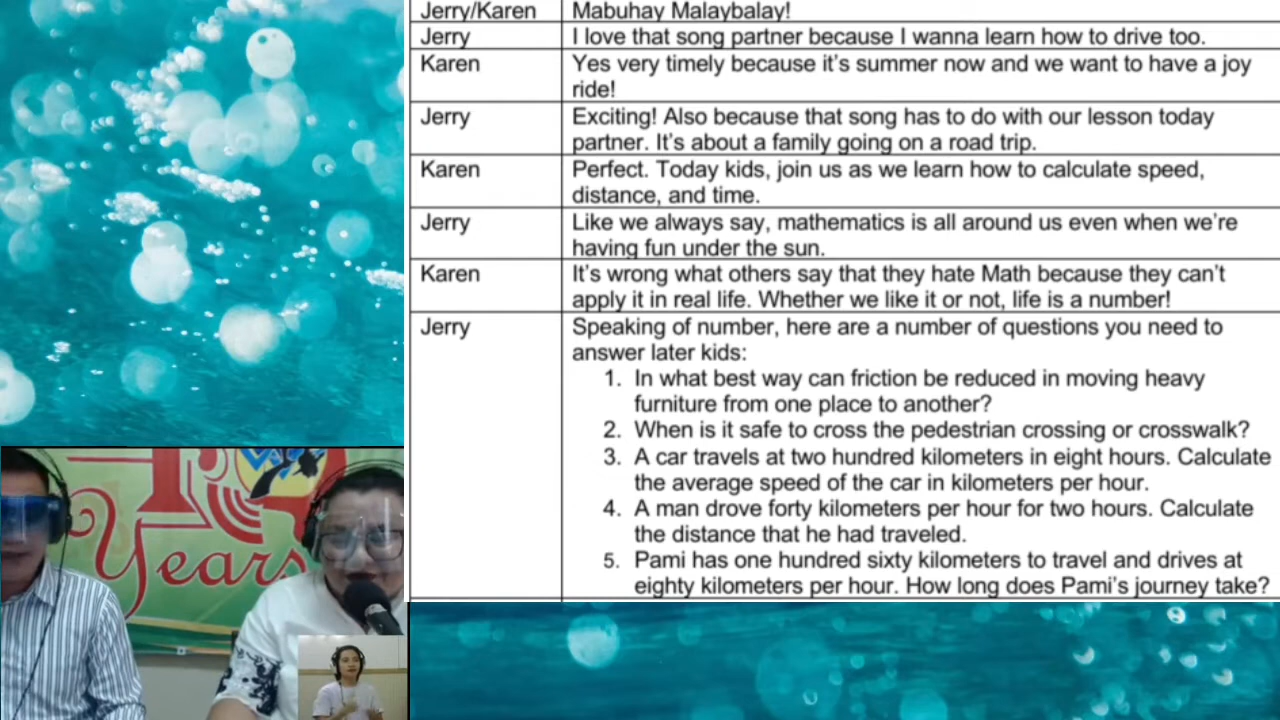 Jerry/Karen Mabuhay Malaybalay!
Jerry I love that song partner because I wanna learn how to drive too.
Karen Yes very timely because it's summer now and we want to have a joy
ride!
Jerry Exciting! Also because that song has to do with our lesson today
partner. It's about a family going on a road trip.
Karen Perfect. Today kids, join us as we learn how to calculate speed,
distance, and time.
Jerry Like we always say, mathematics is all around us even when we're
having fun under the sun.
Karen It's wrong what others say that they hate Math because they can't
apply it in real life. Whether we like it or not, life is a number!
Jerry Speaking of number, here are a number of questions you need to
answer later kids:
1. In what best way can friction be reduced in moving heavy
furniture from one place to another?
2. When is it safe to cross the pedestrian crossing or crosswalk?
3. A car travels at two hundred kilometers in eight hours. Calculate
the average speed of the car in kilometers per hour.
4. A man drove forty kilometers per hour for two hours. Calculate
the distance that he had traveled.
5. Pami has one hundred sixty kilometers to travel and drives at
eighty kilometers per hour. How long does Pami's journey take?
Years